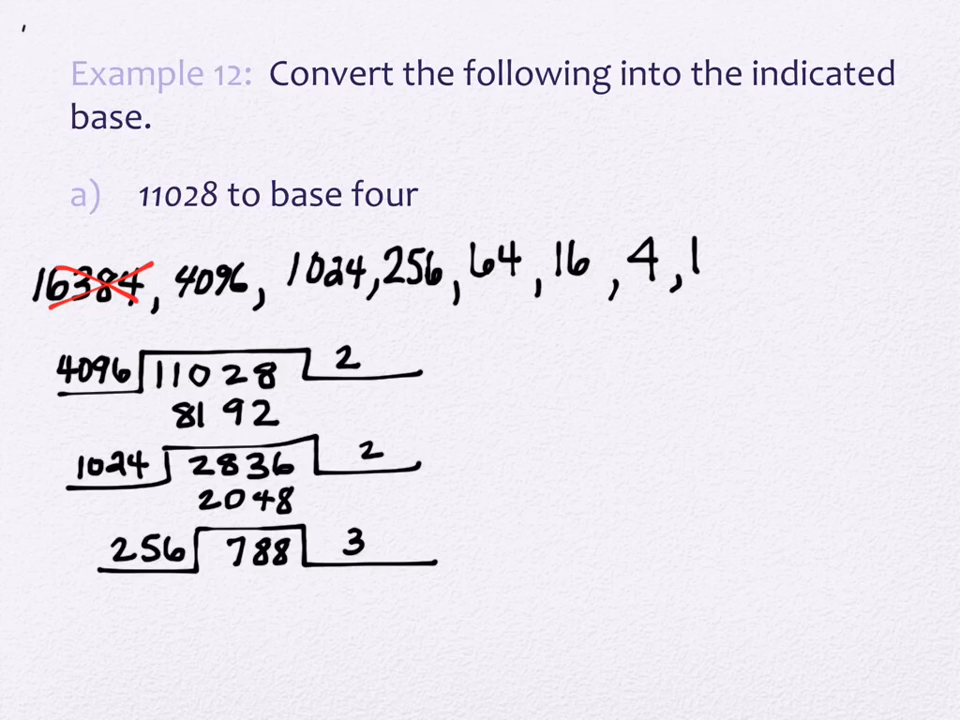 Example 12: Convert the following into the indicated
base.
a) 11028 to base four
16384, 4096, 1024, 256, 64, 16, 4, 1
4096 11028 2
8192
1024 2836 2
2048
256 788 3